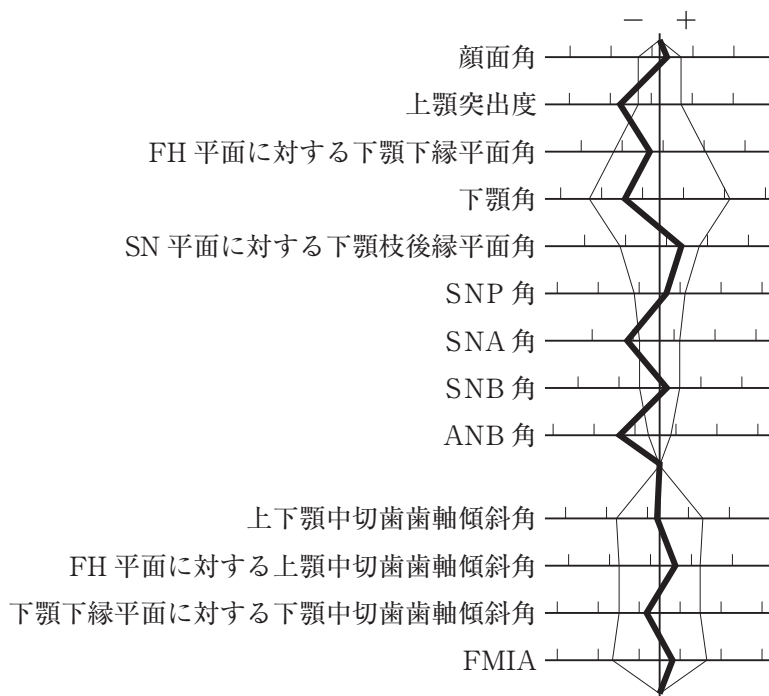 − +
顔面角
上顎突出度
FH 平面に対する下顎下縁平面角
下顎角
SN 平面に対する下顎枝後縁平面角
SNP 角
SNA 角
SNB 角
ANB 角
上下顎中切歯歯軸傾斜角
FH 平面に対する上顎中切歯歯軸傾斜角
下顎下縁平面に対する下顎中切歯歯軸傾斜角
FMIA